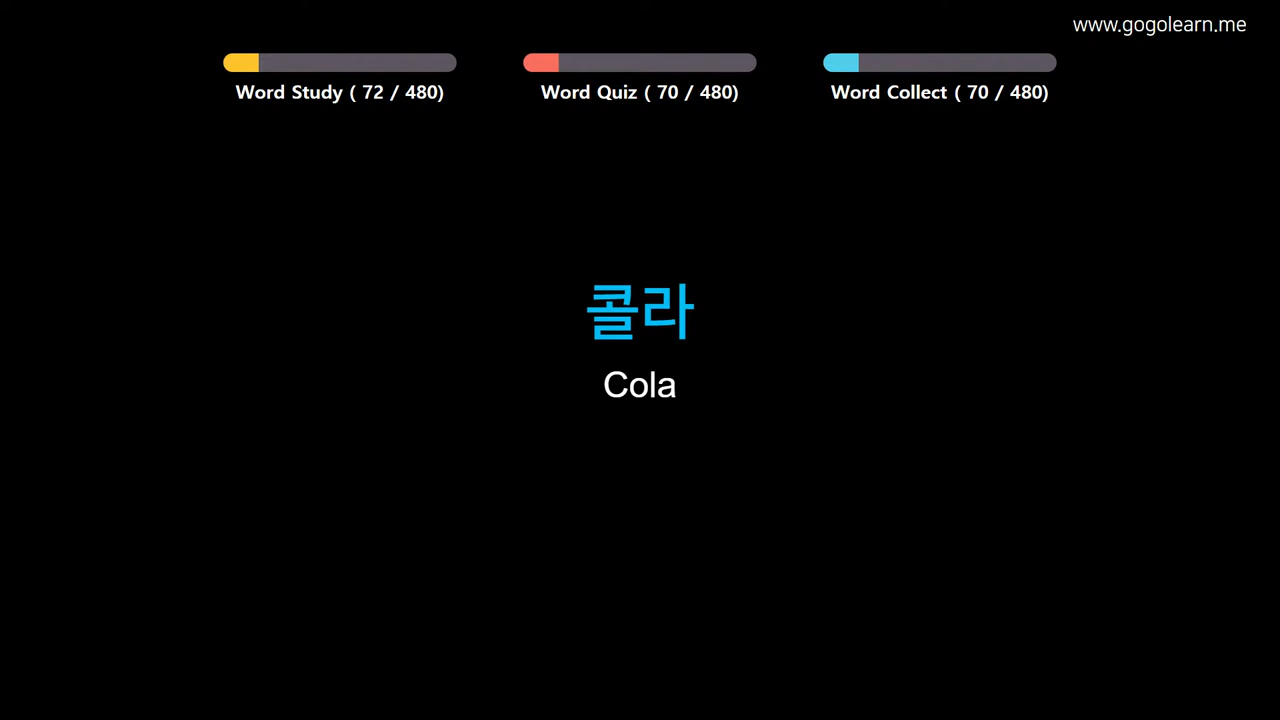 www.gogolearn.me
Word Study ( 72 / 480)
Word Quiz ( 70 / 480)
Word Collect ( 70 / 480)
콜라
Cola